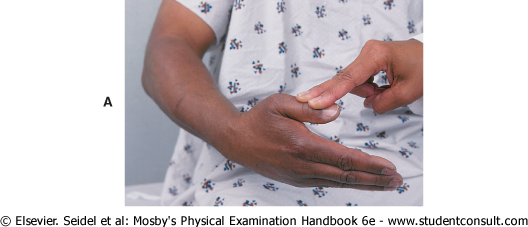 A
© Elsevier. Seidel et al: Mosby's Physical Examination Handbook 6e - www.studentconsult.com